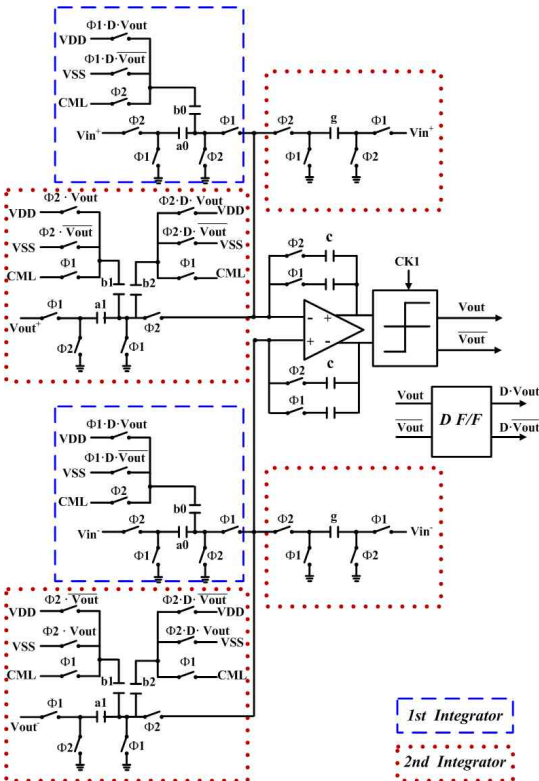 Φ1·D·Vout
VDD
Φ1·D·Vout
VSS
Φ2
CML
b0
Φ2
Φ1
Vin+
a0
Φ1
Φ2
Φ2
g
Φ1
Vin+
Φ1
Φ2
Φ2 · Vout
VDD
Φ2·D· Vout
VDD
Φ2 · Vout
VSS
Φ2·D· Vout
VSS
Φ1
CML
Φ1
CML
b1
b2
Φ1
a1
Φ2
Vout+
Φ2
Φ1
Φ2
c
Φ1
- +
+ -
c
Φ2
Φ1
CK1
Vout
Vout
Vout
Vout
D F/F
D·Vout
D·Vout
Φ1·D·Vout
VDD
Φ1·D·Vout
VSS
Φ2
CML
b0
Φ2
Φ1
Vin-
a0
Φ1
Φ2
Φ2
g
Φ1
Vin-
Φ1
Φ2
Φ2 · Vout
VDD
Φ2·D· Vout
VDD
Φ2 · Vout
VSS
Φ2·D· Vout
VSS
Φ1
CML
Φ1
CML
b1
b2
Φ1
a1
Φ2
Vout-
Φ2
Φ1
1st Integrator
2nd Integrator